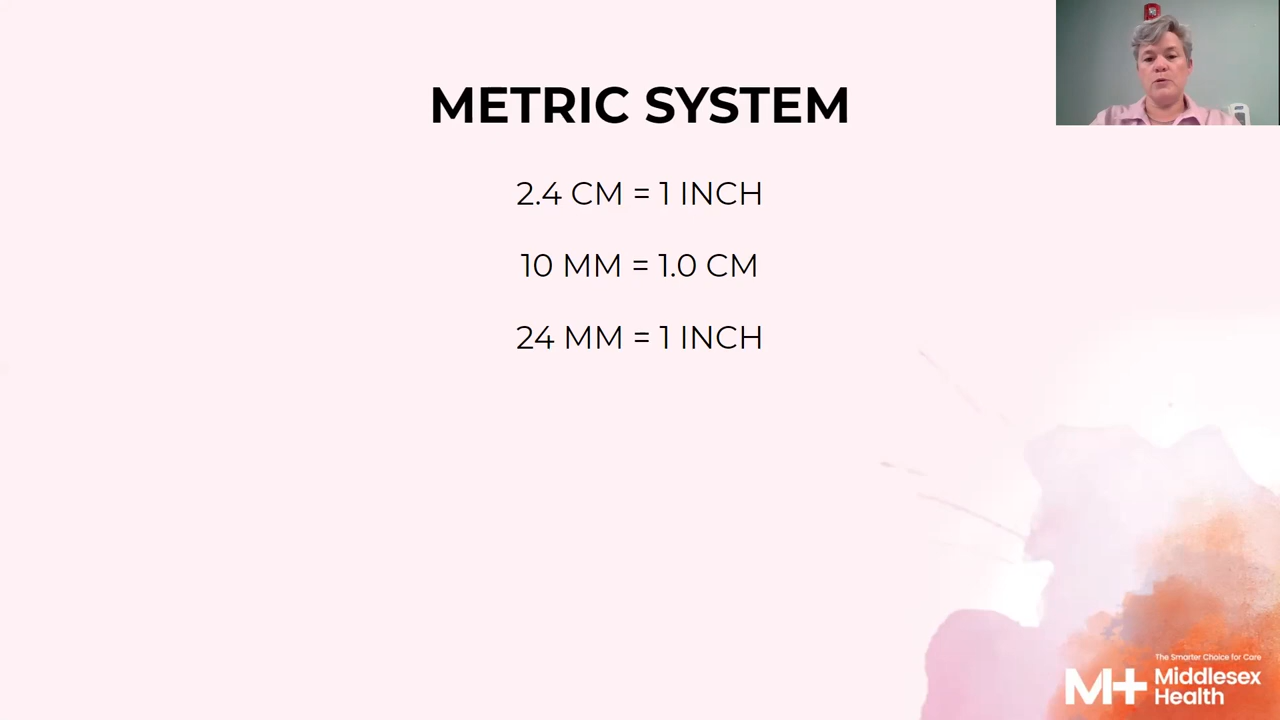 METRIC SYSTEM
2.4 CM = 1 INCH
10 MM = 1.0 CM
24 MM = 1 INCH
The Smarter Choice for Care
M+ Middlesex
Health